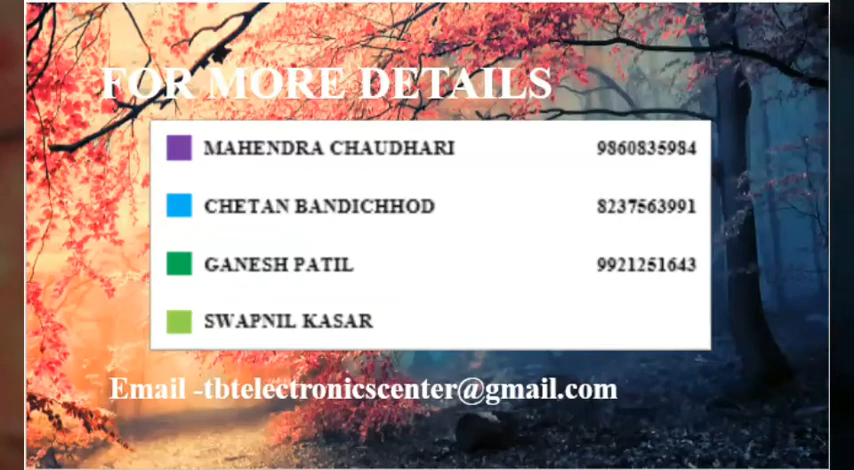 FOR MORE DETAILS
MAHENDRA CHAUDHARI 9860835984
CHETAN BANDICHHOD 8237563991
GANESH PATIL 9921251643
SWAPNIL KASAR
Email -tbtelectronicscenter@gmail.com